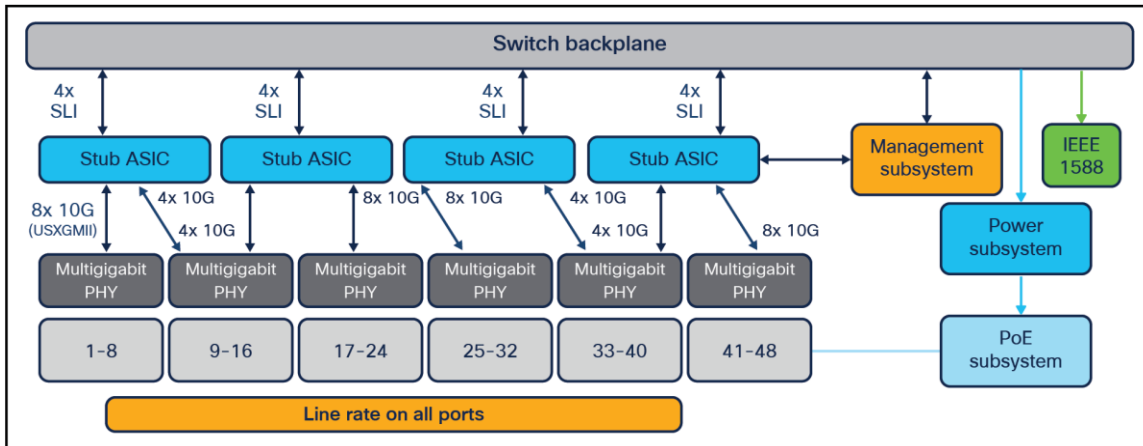 Switch backplane
4x
SLI
4x
SLI
4x
SLI
4x
SLI
Stub ASIC
Stub ASIC
Stub ASIC
Stub ASIC
Management
subsystem
IEEE
1588
8x 10G
(USXGMII)
4x 10G
4x 10G
8x 10G
8x 10G
4x 10G
4x 10G
8x 10G
Power
subsystem
Multigigabit
PHY
Multigigabit
PHY
Multigigabit
PHY
Multigigabit
PHY
Multigigabit
PHY
Multigigabit
PHY
1-8
9-16
17-24
25-32
33-40
41-48
PoE
subsystem
Line rate on all ports